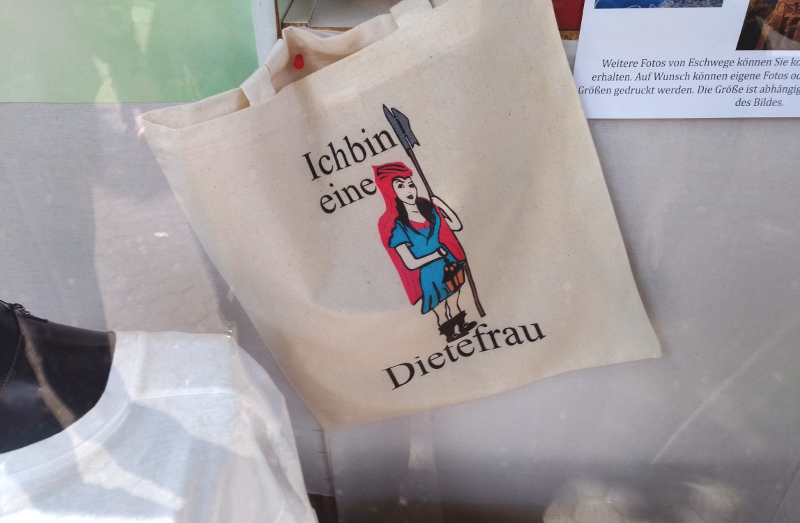 Ichbin
eine
Dietefrau
Weitere Fotos von Eschwege können Sie
erhalten. Auf Wunsch können eigene Fotos
Größen gedruckt werden. Die Größe ist abhängig
des Bildes.